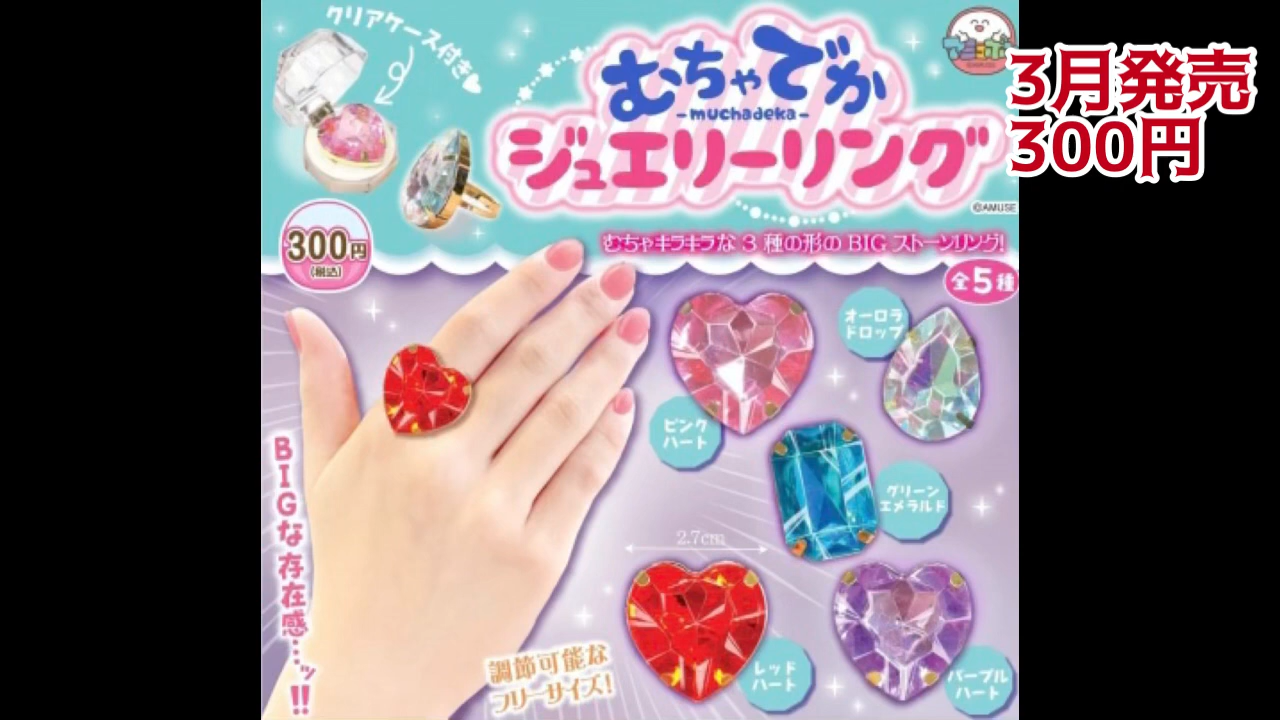 クリアケース付き♥
むちゃでか
-muchadeka-
ジュエリーリング
アミュボ
3月発売
300円
©AMUSE
300円
(税込)
むちゃキラキラな 3 種の形の BIG ストーンリング!
全5種
オーロラ
ドロップ
ピンク
ハート
グリーン
エメラルド
2.7cm
BIGな存在感…ッ!!
レッド
ハート
パープル
ハート
調節可能な
フリーサイズ!